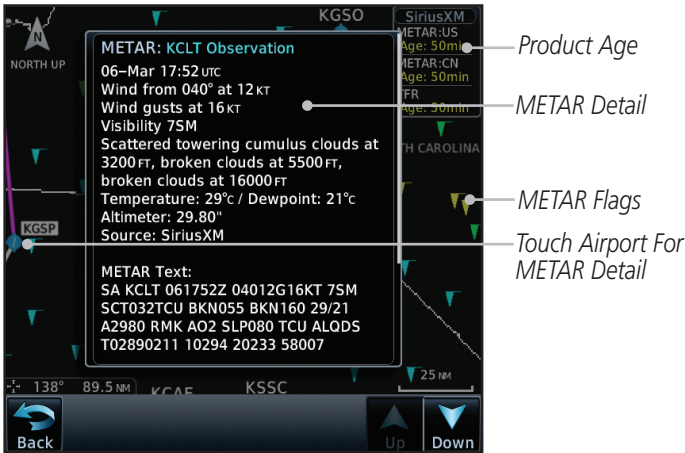 KGSO
SiriusXM
METAR:US
Age: 50min
METAR:CN
Age: 50min
TFR
Age: 50min
NORTH UP
METAR: KCLT Observation
06–Mar 17:52 UTC
Wind from 040° at 12 KT
Wind gusts at 16 KT
Visibility 7SM
Scattered towering cumulus clouds at
3200 FT, broken clouds at 5500 FT,
broken clouds at 16000 FT
Temperature: 29°C / Dewpoint: 21°C
Altimeter: 29.80"
Source: SiriusXM
METAR Text:
SA KCLT 061752Z 04012G16KT 7SM
SCT032TCU BKN055 BKN160 29/21
A2980 RMK AO2 SLP080 TCU ALQDS
T02890211 10294 20233 58007
TH CAROLINA
KGSP
25 NM
138° 89.5 NM
KCAE
KSSC
Back
Up
Down
Product Age
METAR Detail
METAR Flags
Touch Airport For
METAR Detail